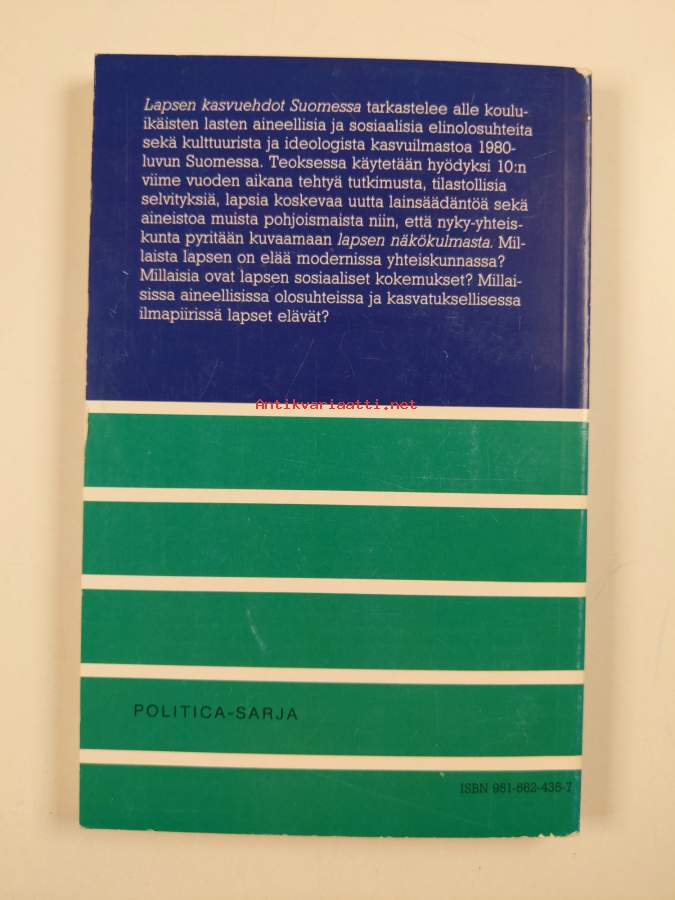 Lapsen kasvuehdot Suomessa tarkastelee alle koulu-
ikäisten lasten aineellisia ja sosiaalisia elinolosuhteita
sekä kulttuurista ja ideologista kasvuilmastoa 1980-
luvun Suomessa. Teoksessa käytetään hyödyksi 10:n
viime vuoden aikana tehtyä tutkimusta, tilastollisia
selvityksiä, lapsia koskevaa uutta lainsäädäntöä sekä
aineistoa muista pohjoismaista niin, että nyky-yhteis-
kunta pyritään kuvaamaan lapsen näkökulmasta. Mil-
laista lapsen on elää modernissa yhteiskunnassa?
Millaisia ovat lapsen sosiaaliset kokemukset? Millai-
sissa aineellisissa olosuhteissa ja kasvatuksellisessa
ilmapiirissä lapset elävät?
Antikvariaatti.net
POLITICA-SARJA
ISBN 951-662-435-7